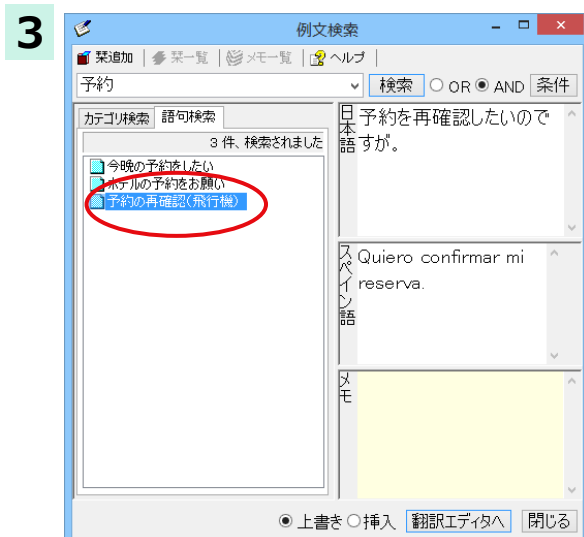 3
例文検索
栞追加 栞一覧 メモ一覧 ヘルプ
予約 検索 OR AND 条件
カテゴリ検索 語句検索
3 件、検索されました
今晩の予約をしたい
ホテルの予約をお願い
予約の再確認(飛行機)
日本語
予約を再確認したいので
すが。
スペイン語
Quiero confirmar mi
reserva.
メモ
上書き 挿入 翻訳エディタへ 閉じる